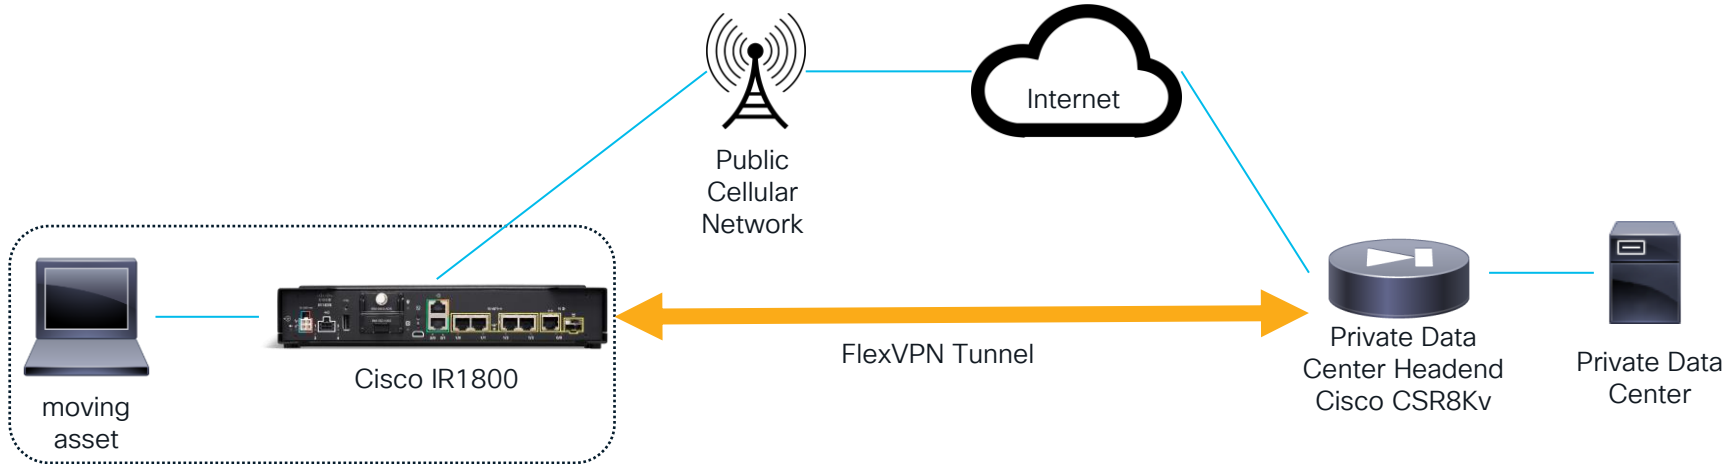 Internet
Public
Cellular
Network
FlexVPN Tunnel
Cisco IR1800
moving
asset
Private Data
Center Headend
Cisco CSR8Kv
Private Data
Center